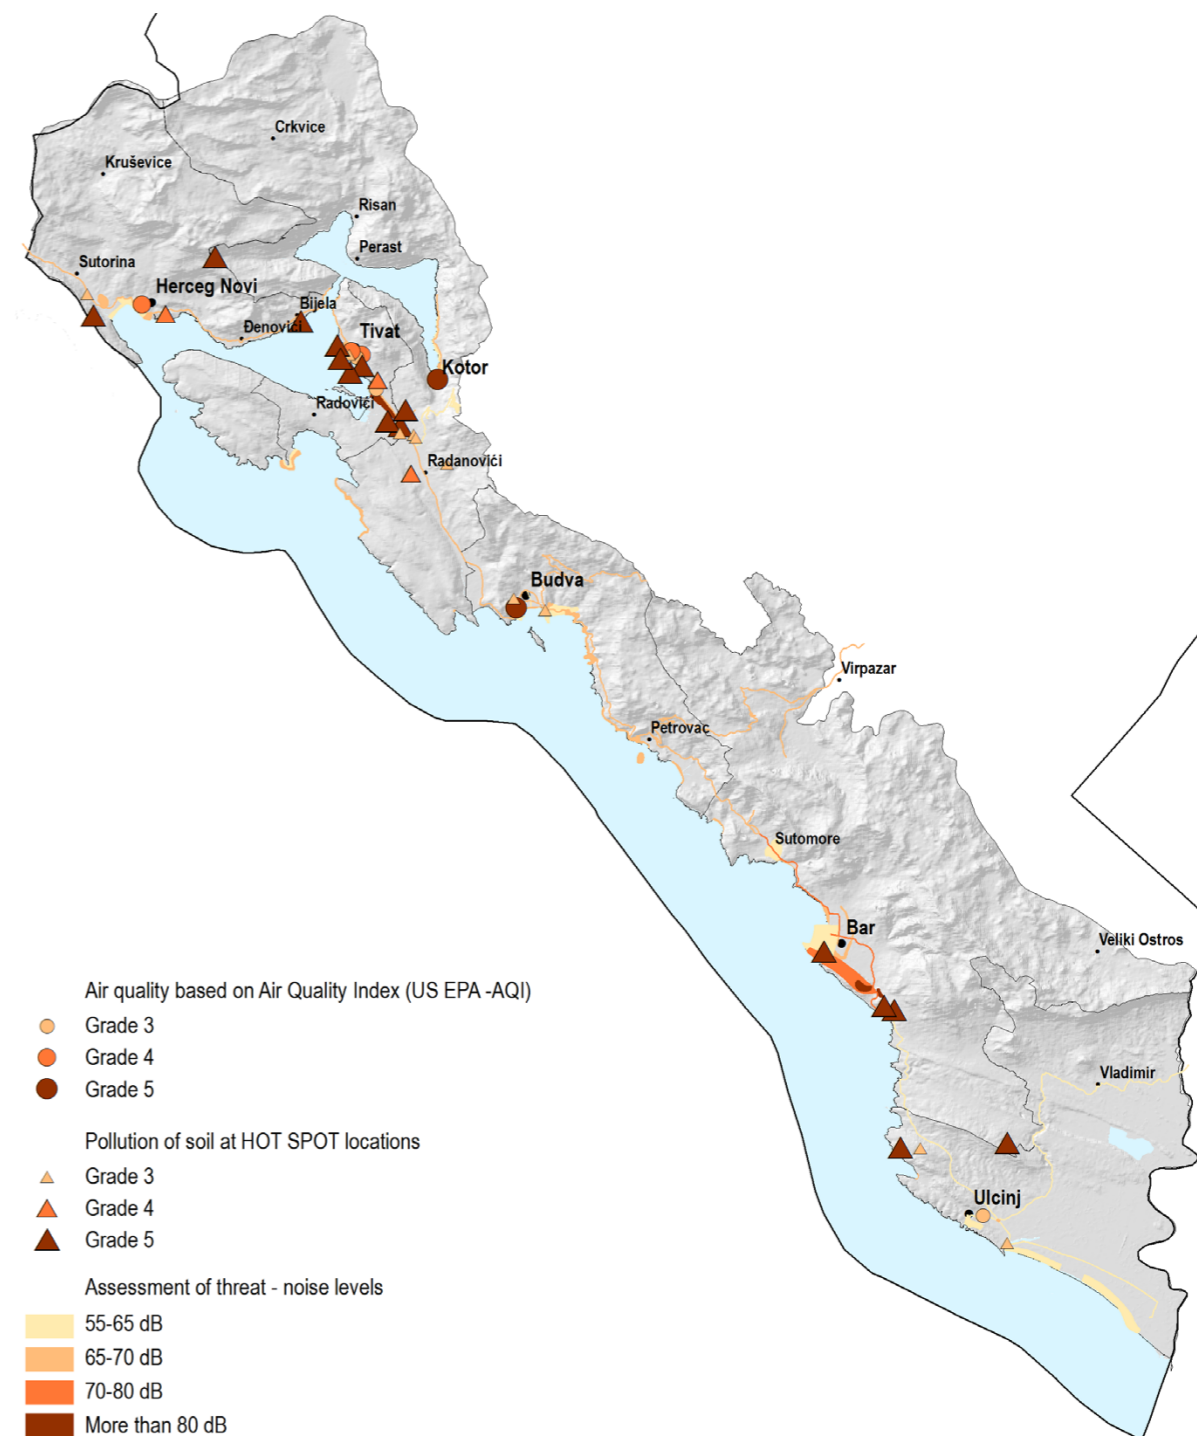 Crkvice
Kruševice
Risan
Perast
Sutorina
Herceg Novi
Bijela
Đenovići
Tivat
Kotor
Radovići
Radanovići
Budva
Virpazar
Petrovac
Sutomore
Bar
Veliki Ostros
Vladimir
Ulcinj
Air quality based on Air Quality Index (US EPA -AQI)
Grade 3
Grade 4
Grade 5
Pollution of soil at HOT SPOT locations
Grade 3
Grade 4
Grade 5
Assessment of threat - noise levels
55-65 dB
65-70 dB
70-80 dB
More than 80 dB